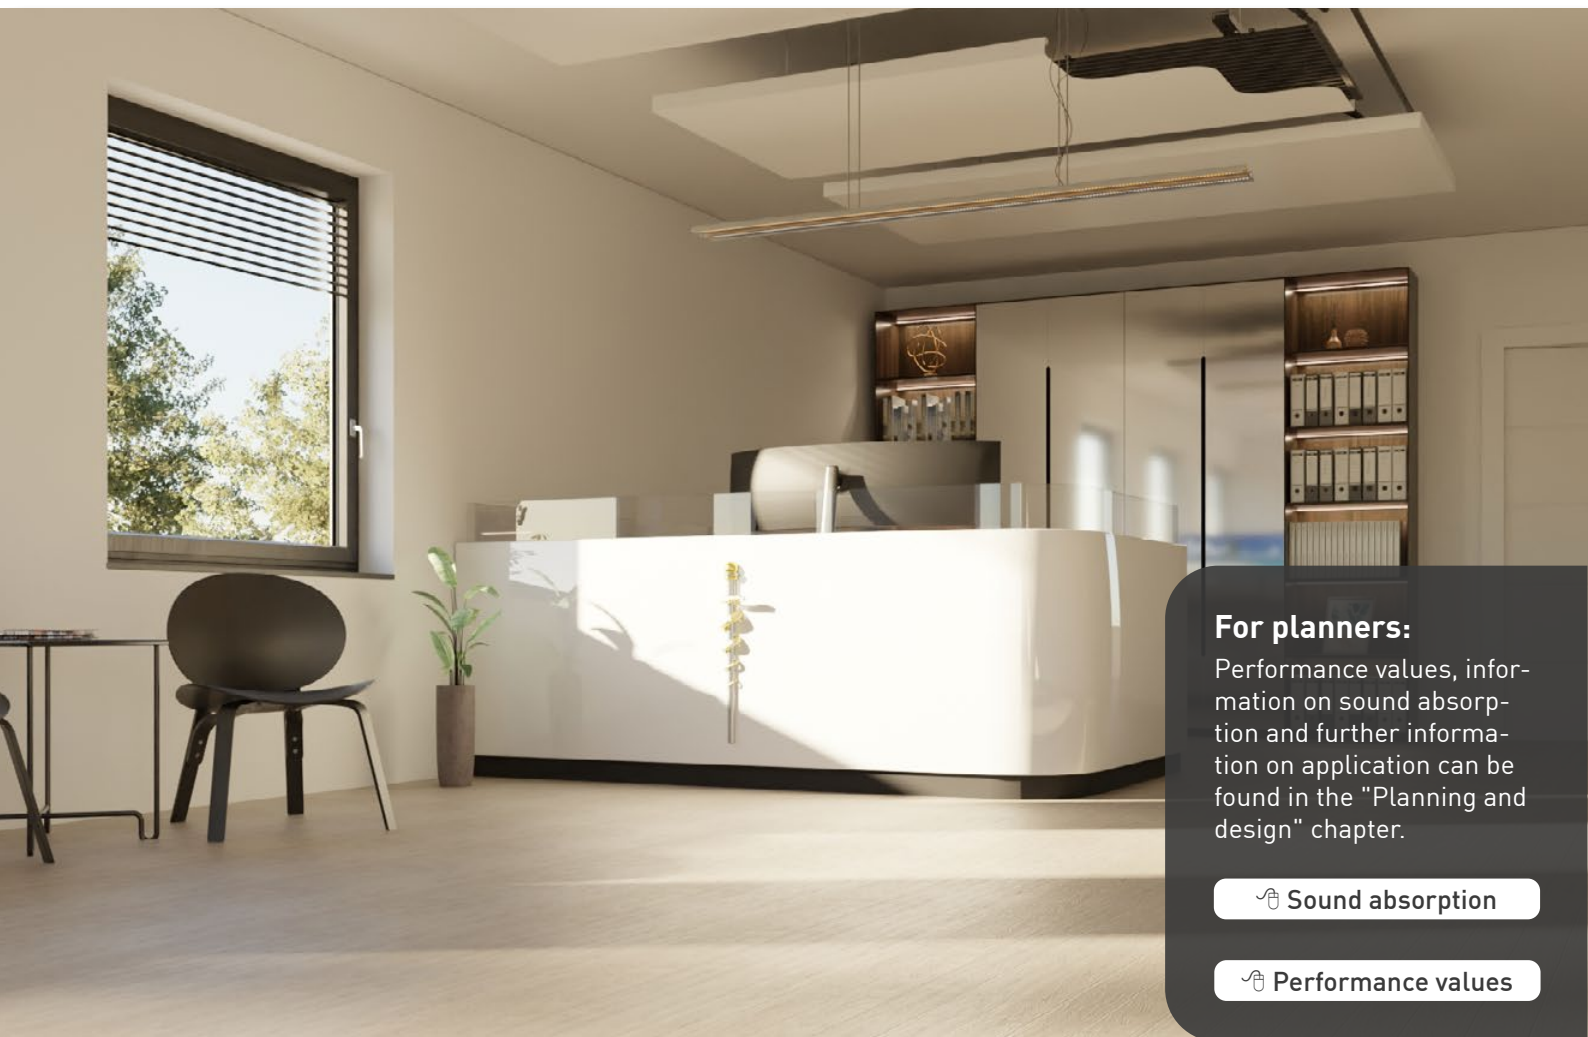 For planners:
Performance values, infor-
mation on sound absorp-
tion and further informa-
tion on application can be
found in the "Planning and
design" chapter.
Sound absorption
Performance values